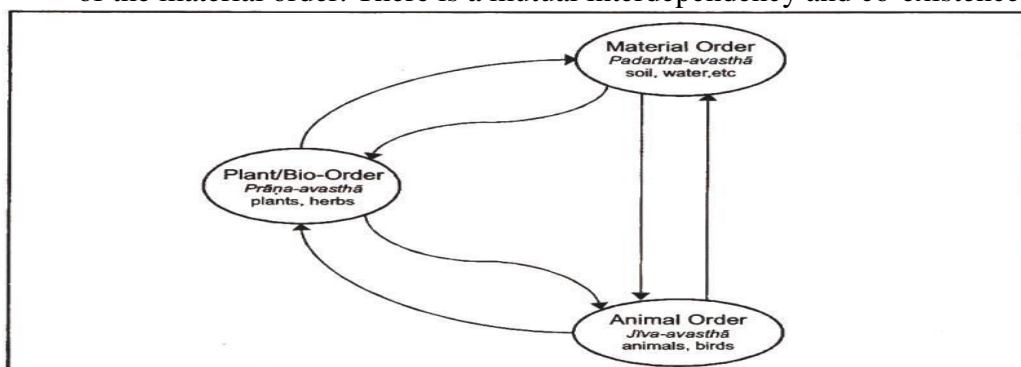 of the material order. There is a mutual interdependency and co-existence
Material Order
Padartha-avasthā
soil, water,etc
Plant/Bio-Order
Prāṇa-avasthā
plants, herbs
Animal Order
Jīva-avasthā
animals, birds